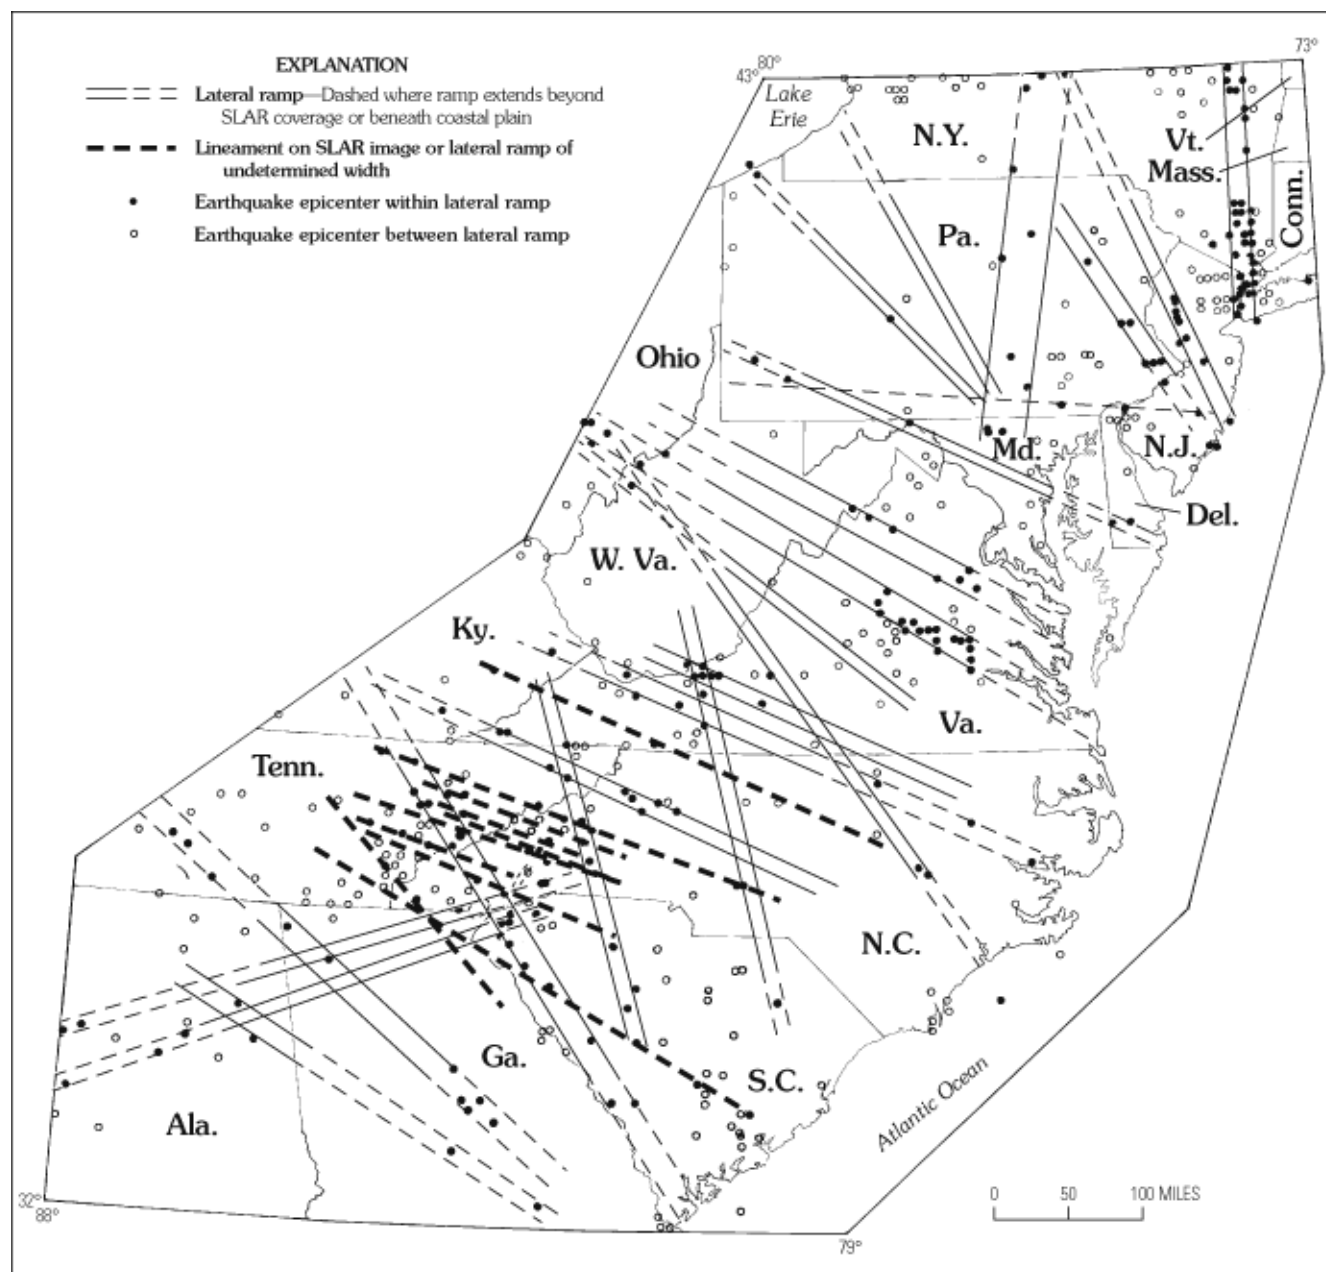 EXPLANATION
Lateral ramp—Dashed where ramp extends beyond
SLAR coverage or beneath coastal plain
Lineament on SLAR image or lateral ramp of
undetermined width
Earthquake epicenter within lateral ramp
Earthquake epicenter between lateral ramp
80°
43°
73°
Lake
Erie
N.Y.
Vt.
Mass.
Conn.
Pa.
Ohio
Md.
N.J.
Del.
W. Va.
Ky.
Va.
Tenn.
N.C.
Ga.
S.C.
Ala.
Atlantic Ocean
32°
88°
79°
0 50 100 MILES